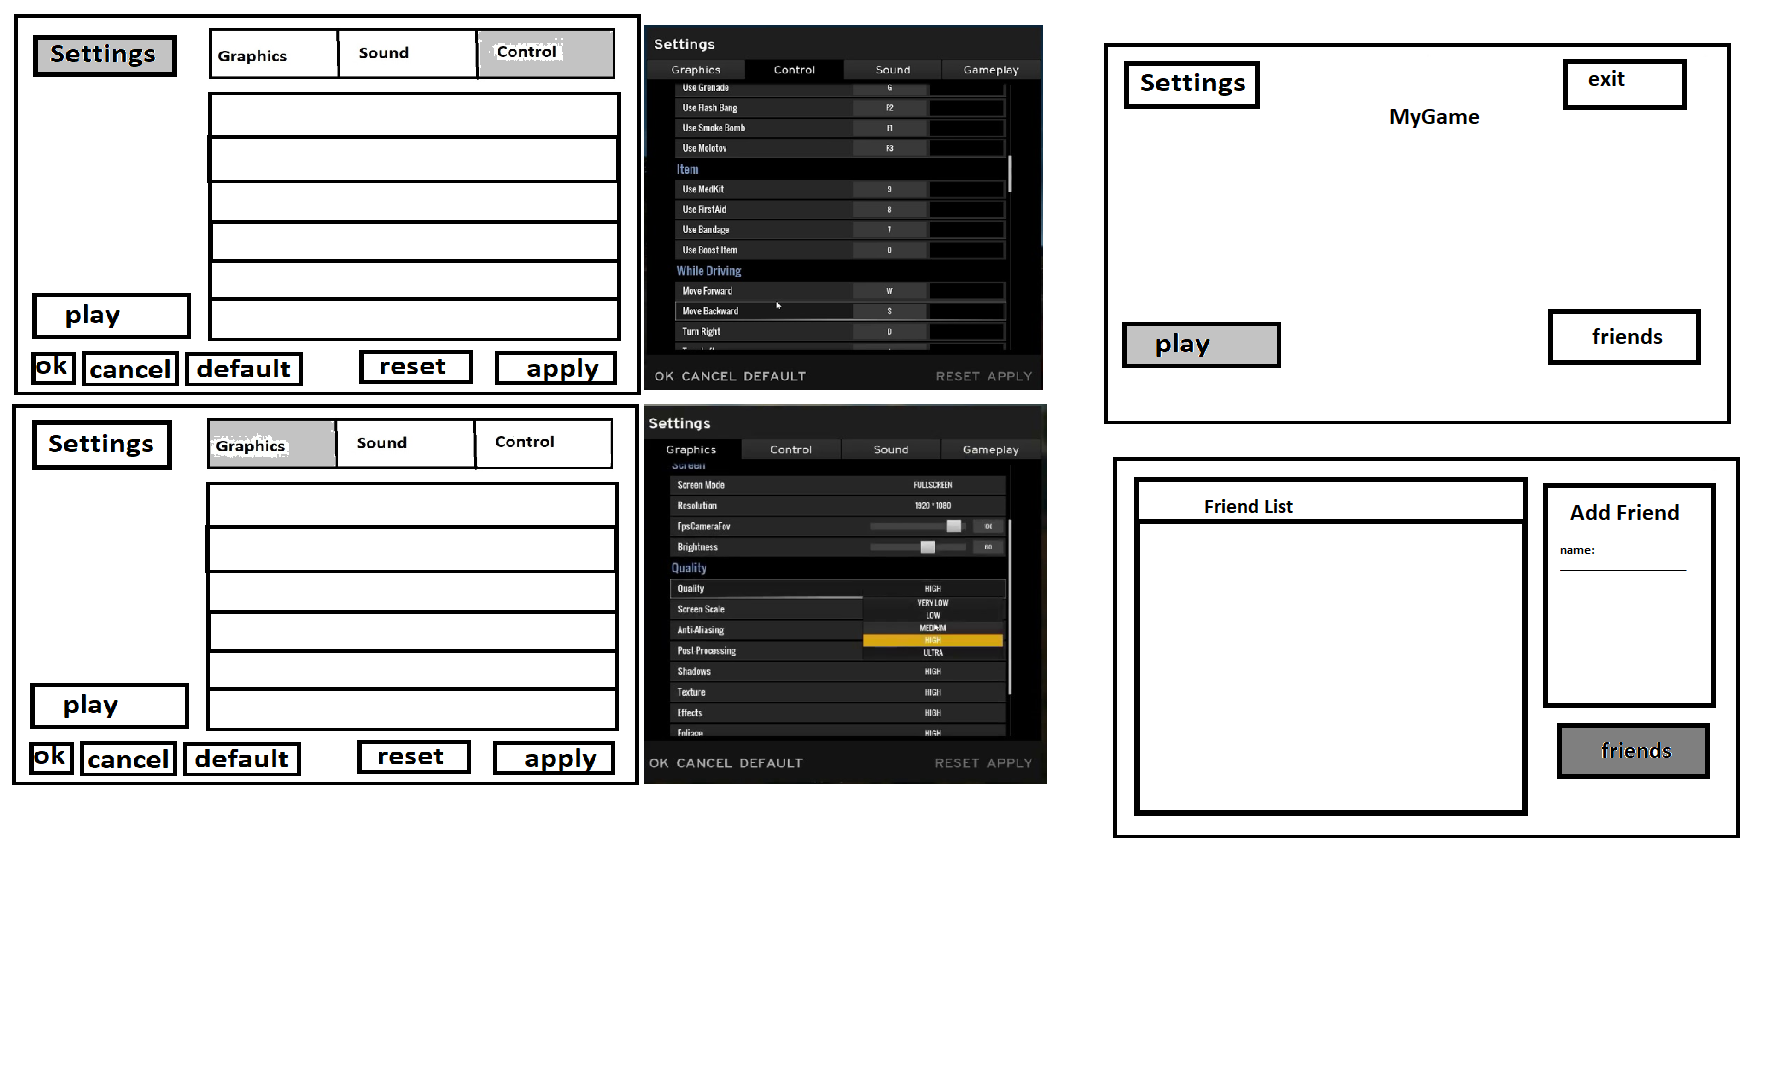 Settings
Graphics
Sound
Control
play
ok
cancel
default
reset
apply
Settings
Graphics
Control
Sound
Gameplay
Use Grenade
G
Use Flash Bang
F2
Use Smoke Bomb
F1
Use Molotov
F3
Item
Use MedKit
9
Use FirstAid
8
Use Bandage
7
Use Boost Item
0
While Driving
Move Forward
W
Move Backward
S
Turn Right
D
OK CANCEL DEFAULT
RESET APPLY
Settings
exit
MyGame
play
friends
Settings
Graphics
Sound
Control
play
ok
cancel
default
reset
apply
Settings
Graphics
Control
Sound
Gameplay
Screen
Screen Mode
FULLSCREEN
Resolution
1920 * 1080
FpsCameraFov
Brightness
Quality
Quality
HIGH
VERY LOW
LOW
MEDIUM
HIGH
ULTRA
Screen Scale
Anti-Aliasing
Post Processing
Shadows
HIGH
Texture
HIGH
Effects
HIGH
Foliage
HIGH
OK CANCEL DEFAULT
RESET APPLY
Friend List
Add Friend
name:
friends